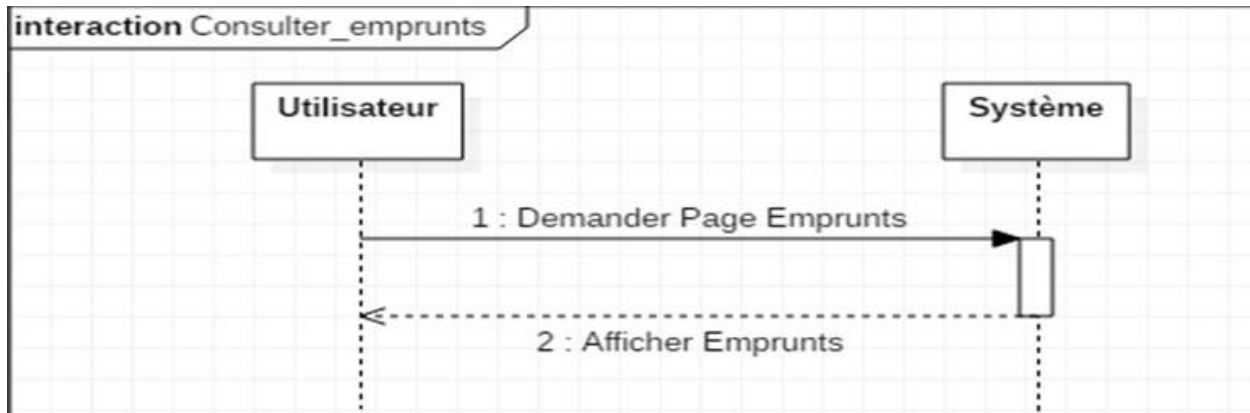 interaction Consulter_emprunts
Utilisateur
Système
1 : Demander Page Emprunts
2 : Afficher Emprunts